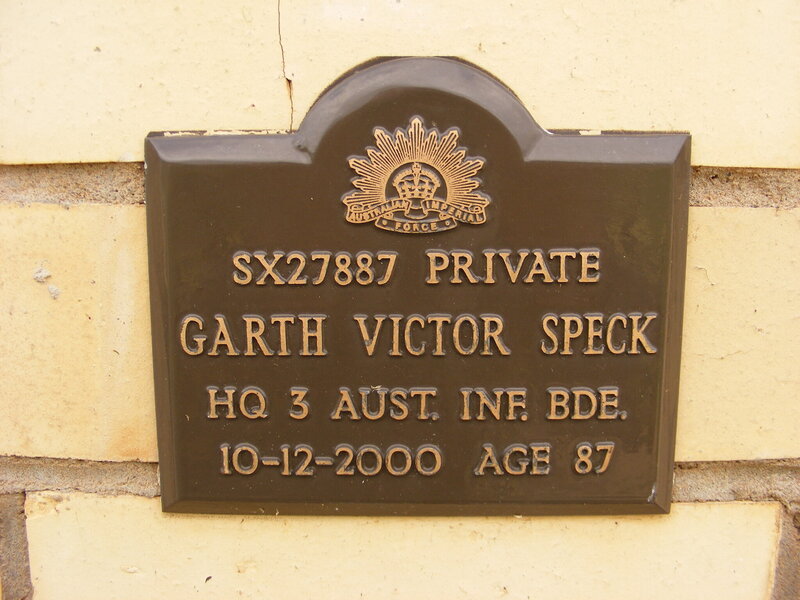 AUSTRALIAN IMPERIAL
FORCE
SX27887 PRIVATE
GARTH VICTOR SPECK
HQ 3 AUST. INF. BDE.
10-12-2000 AGE 87